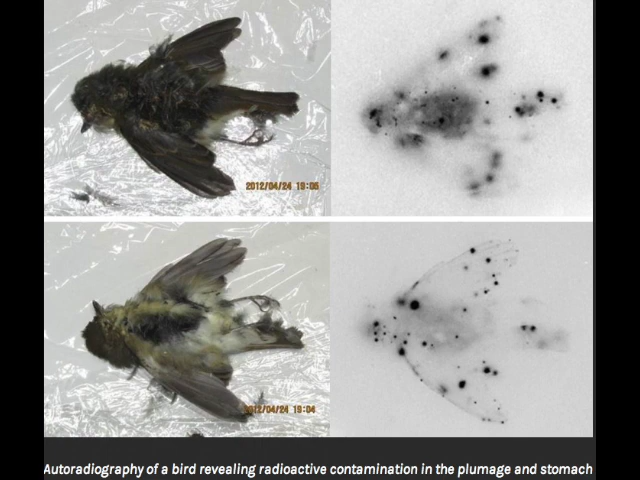 2012/04/24 19:05
2012/04/24 19:04
Autoradiography of a bird revealing radioactive contamination in the plumage and stomach